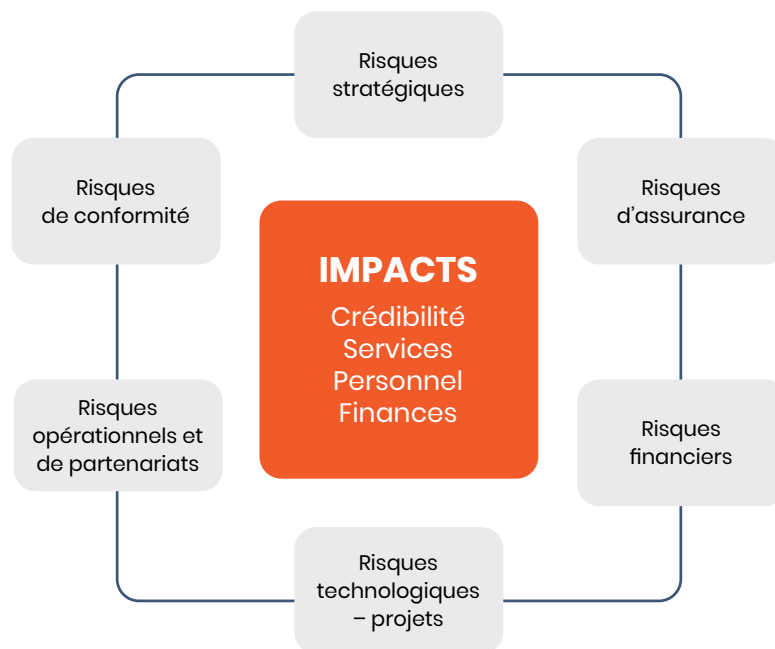 Risques
stratégiques
Risques
de conformité
Risques
d’assurance
IMPACTS
Crédibilité
Services
Personnel
Finances
Risques
opérationnels et
de partenariats
Risques
financiers
Risques
technologiques
– projets